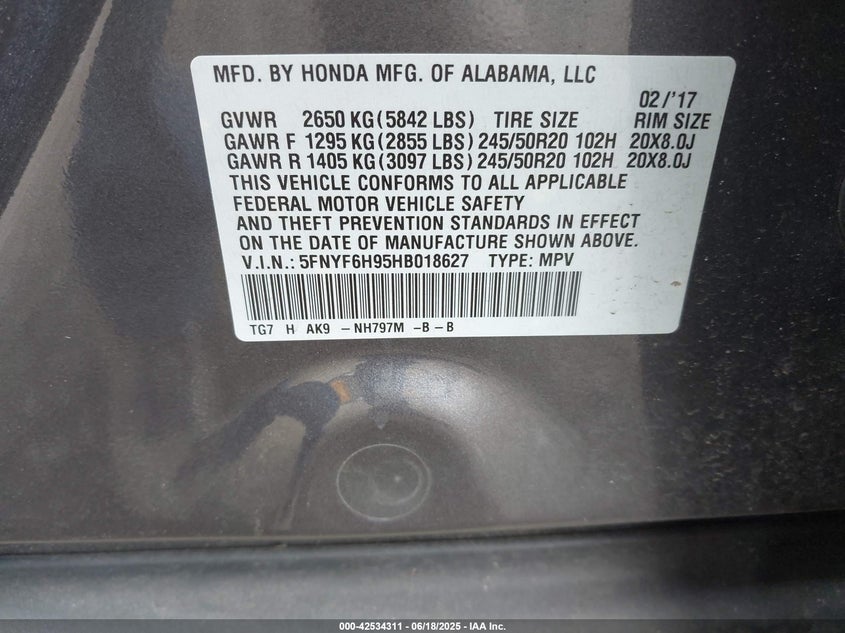 MFD. BY HONDA MFG. OF ALABAMA, LLC
02/'17
GVWR 2650 KG(5842 LBS) TIRE SIZE RIM SIZE
GAWR F 1295 KG(2855 LBS) 245/50R20 102H 20X8.0J
GAWR R 1405 KG(3097 LBS) 245/50R20 102H 20X8.0J
THIS VEHICLE CONFORMS TO ALL APPLICABLE
FEDERAL MOTOR VEHICLE SAFETY
AND THEFT PREVENTION STANDARDS IN EFFECT
ON THE DATE OF MANUFACTURE SHOWN ABOVE.
V.I.N.: 5FNYF6H95HB018627 TYPE: MPV
TG7 H AK9 -NH797M -B-B
000-42534311 - 06/18/2025 - IAA Inc.